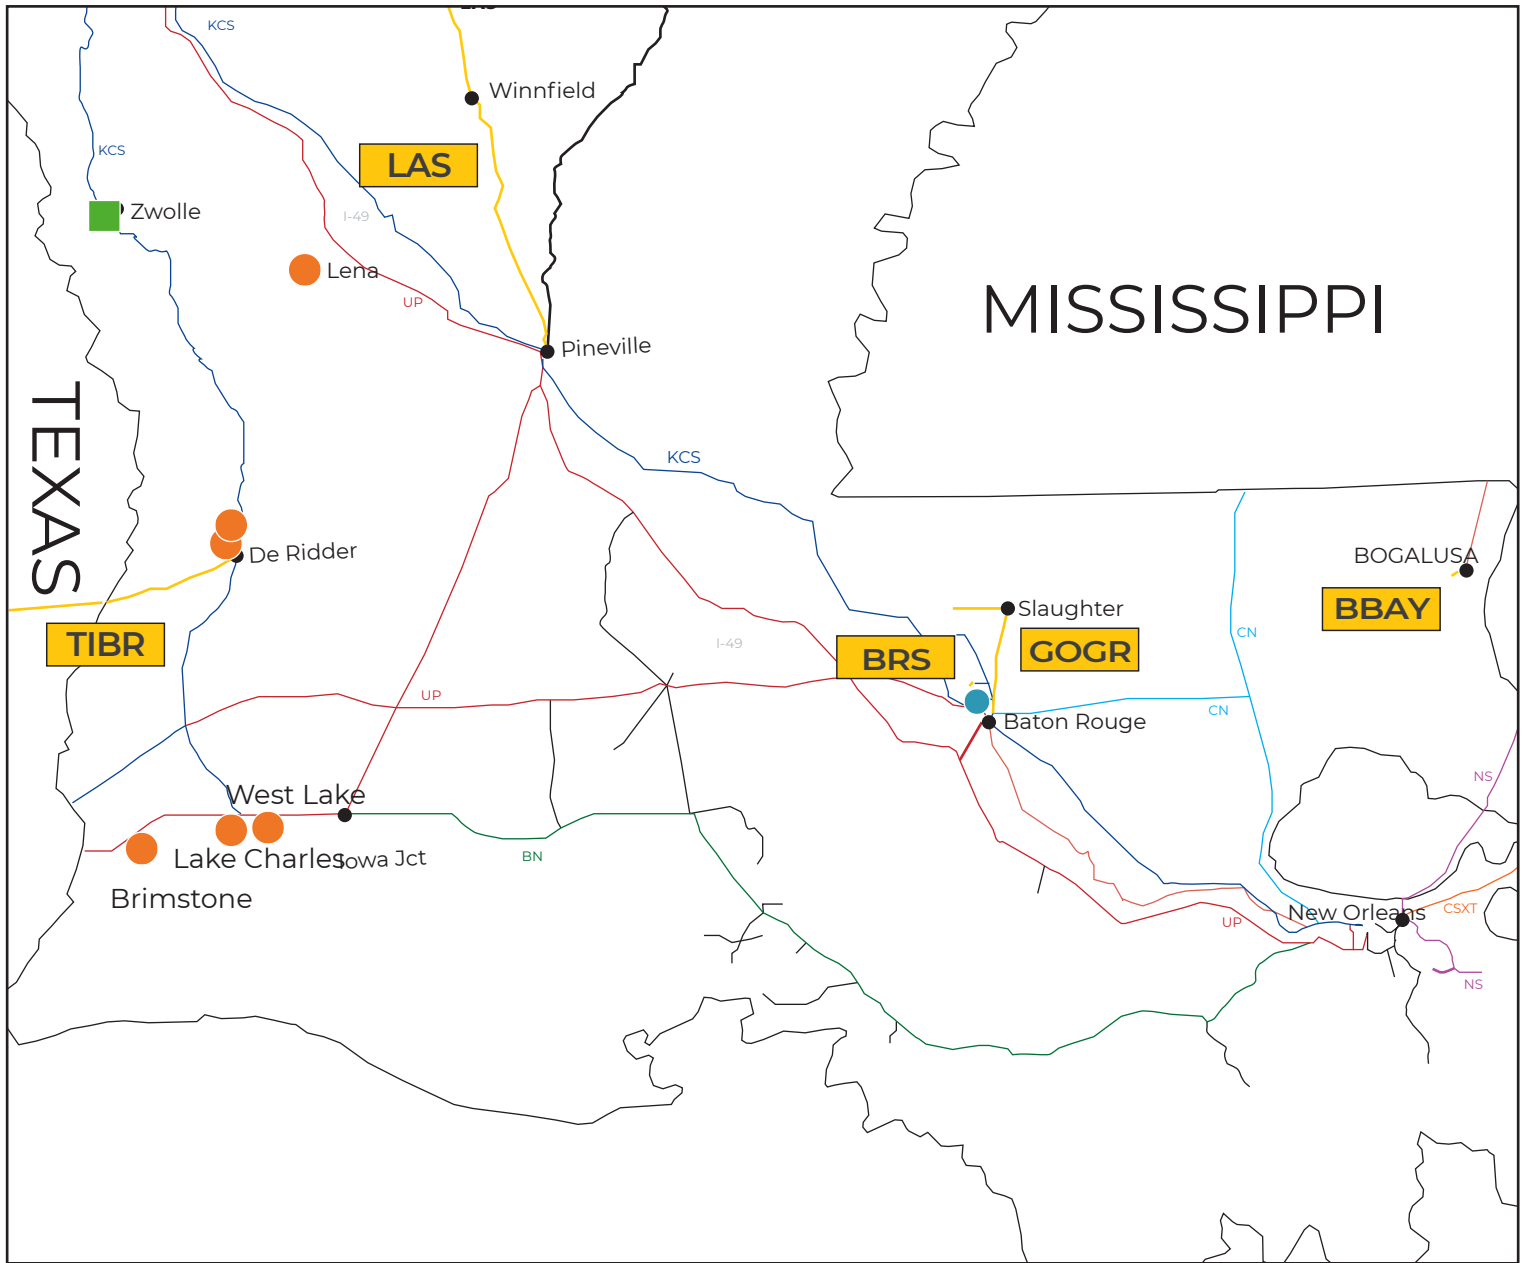 KCS
Winnfield
LAS
KCS
Zwolle
I-49
Lena
UP
MISSISSIPPI
Pineville
TEXAS
KCS
De Ridder
BOGALUSA
Slaughter
BBAY
TIBR
CN
I-49
BRS
GOGR
UP
CN
Baton Rouge
NS
West Lake
Lake Charles
Iowa Jct
BN
Brimstone
New Orleans
CSXT
UP
NS